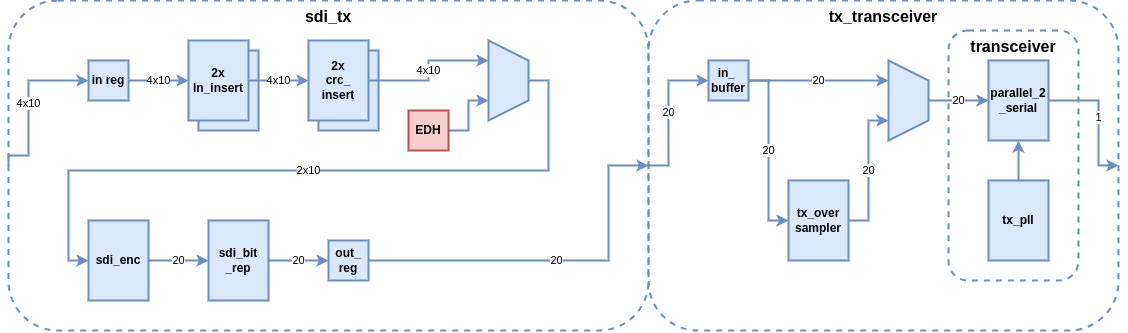 sdi_tx
tx_transceiver
transceiver
4x10
in reg
4x10
2x
ln_insert
4x10
2x
crc_
insert
4x10
EDH
2x10
sdi_enc
20
sdi_bit
_rep
20
out_
reg
20
20
in_
buffer
20
20
tx_over
sampler
20
20
parallel_2
_serial
tx_pll
1